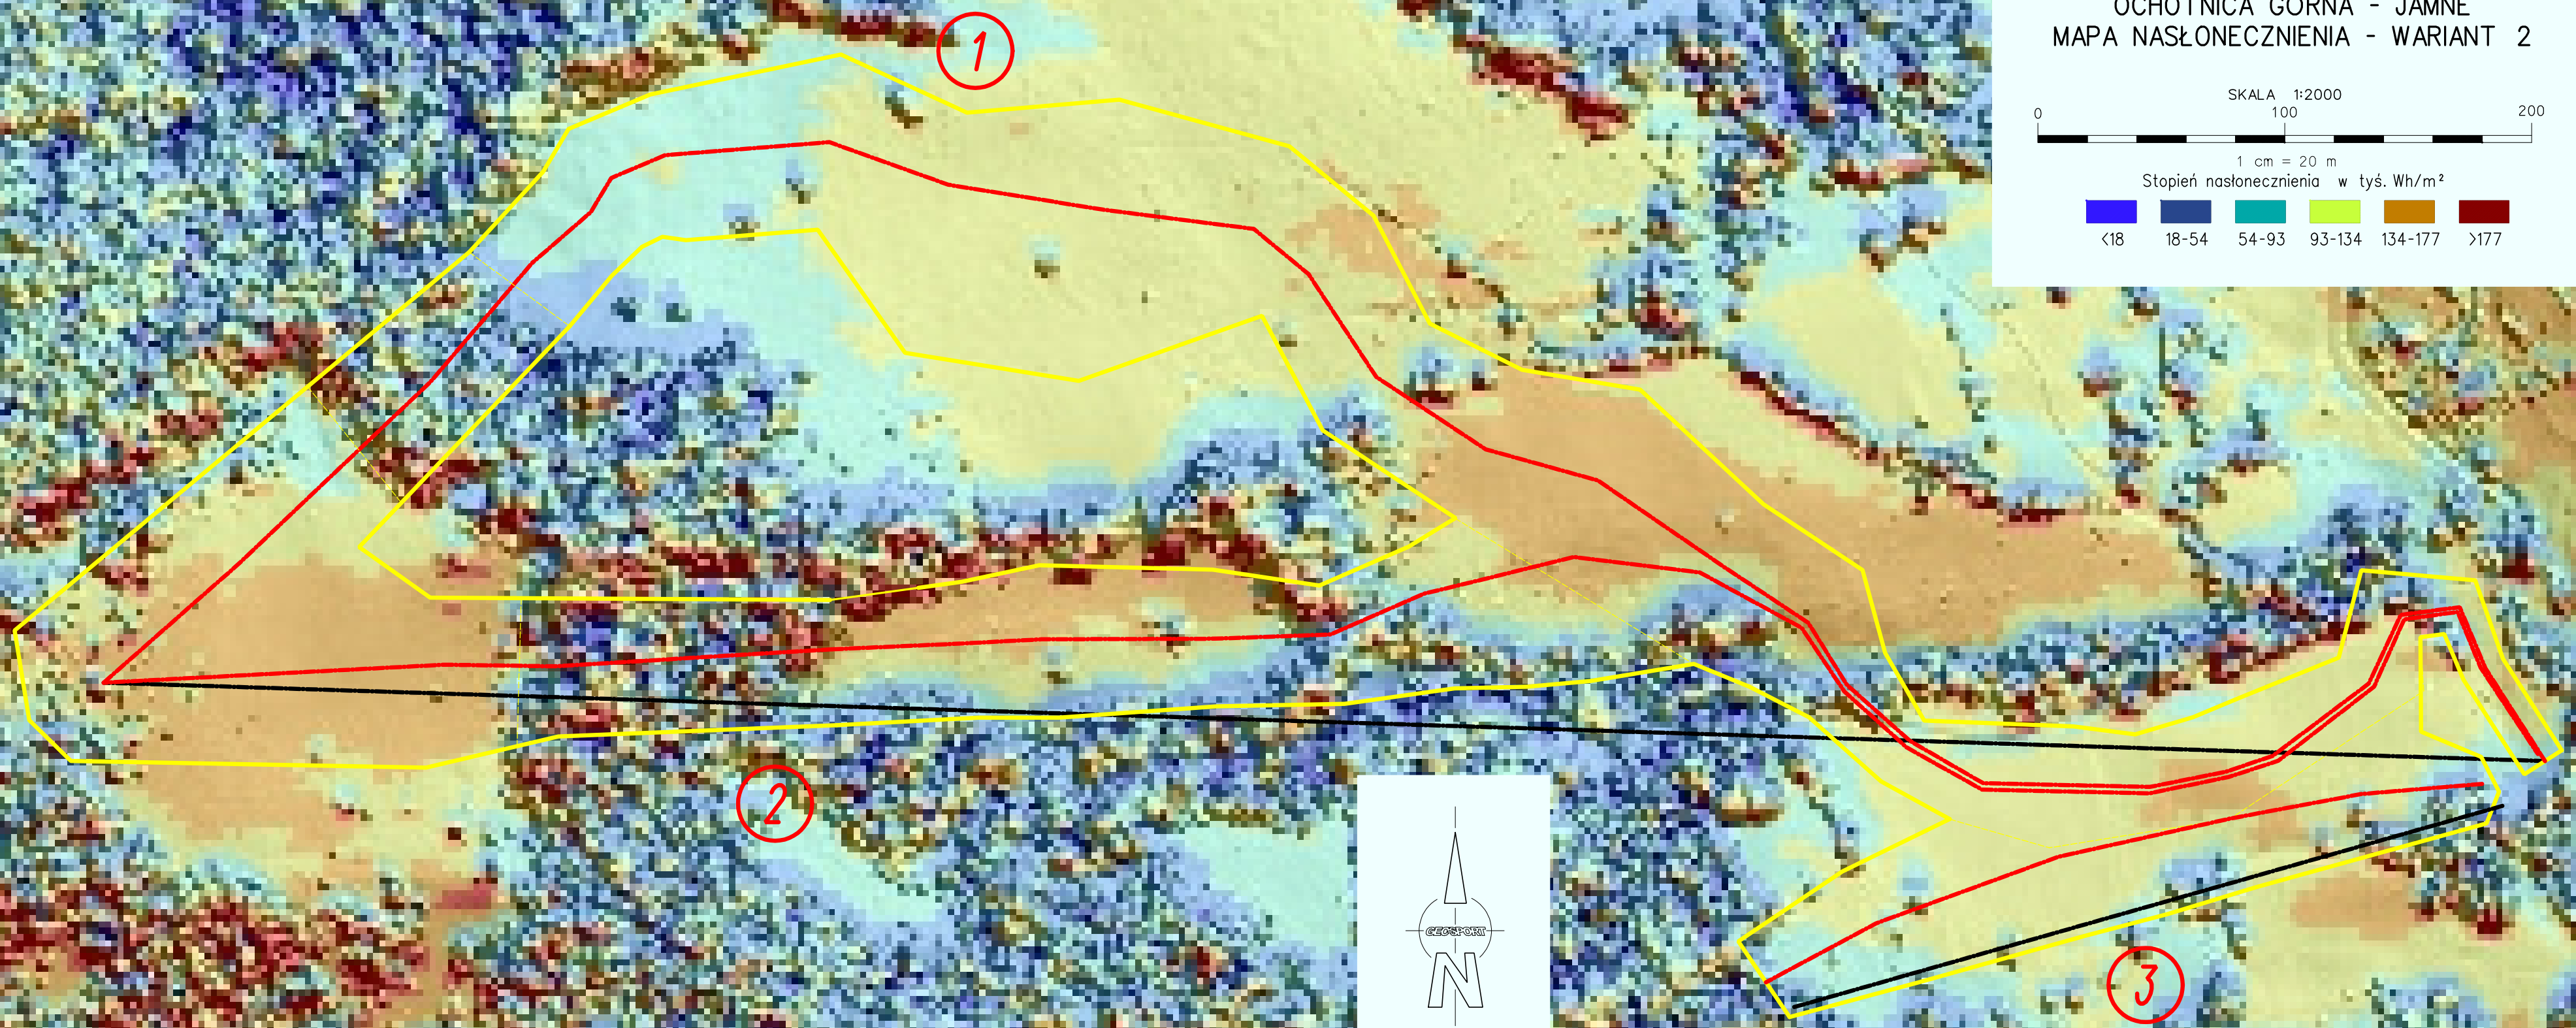 OCHOTNICA GÓRNA - JAMNE
MAPA NASŁONECZNIENIA - WARIANT 2
SKALA 1:2000
0 100 200
1 cm = 20 m
Stopień nasłonecznienia w tyś. Wh/m²
<18 18-54 54-93 93-134 134-177 >177
1
2
3
GEOSPORT
N